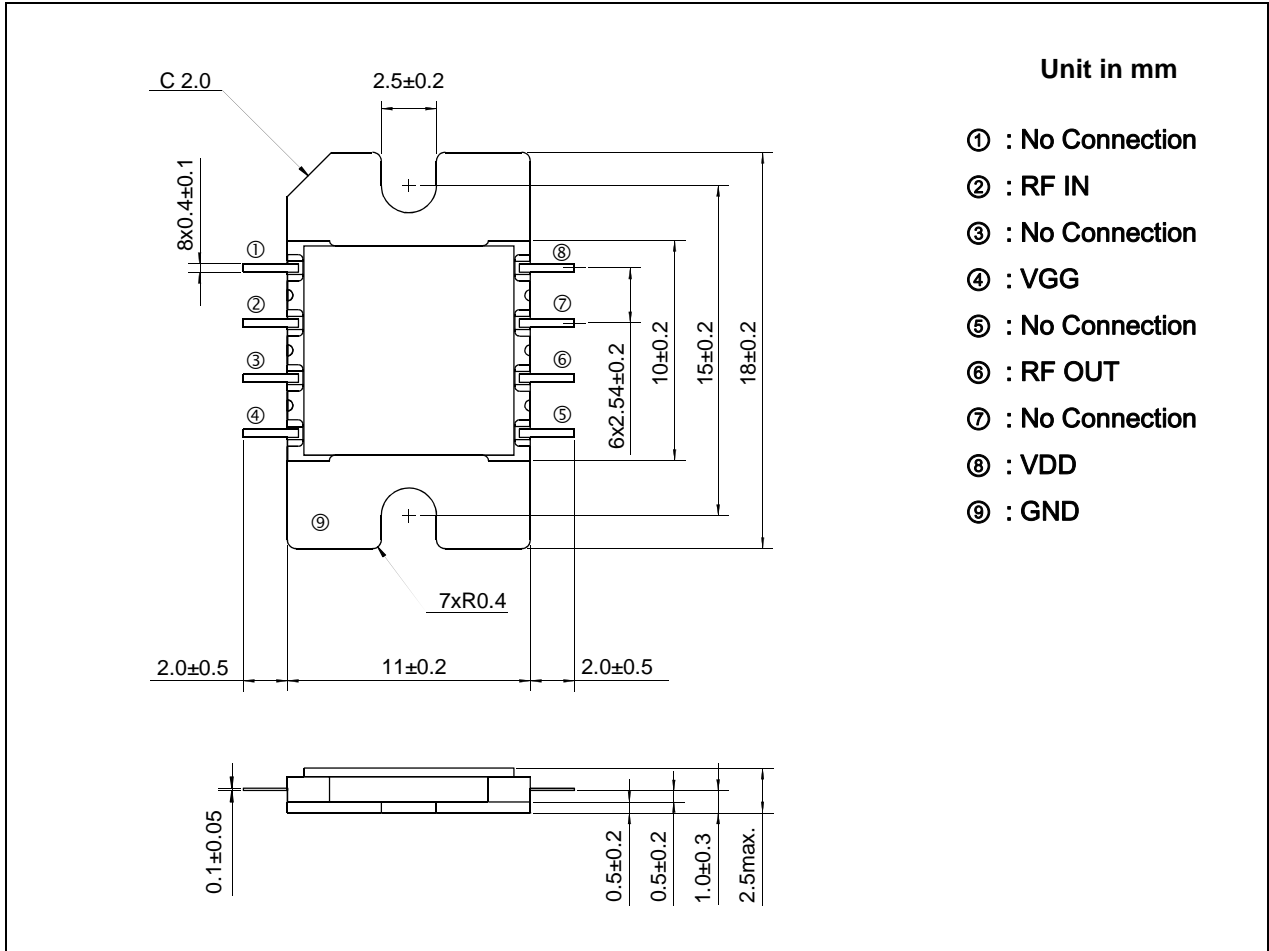 C 2.0
2.5±0.2
Unit in mm
① : No Connection
② : RF IN
③ : No Connection
④ : VGG
⑤ : No Connection
⑥ : RF OUT
⑦ : No Connection
⑧ : VDD
⑨ : GND
8x0.4±0.1
①
②
③
④
⑧
⑦
⑥
⑤
⑨
6x2.54±0.2
10±0.2
15±0.2
18±0.2
7xR0.4
2.0±0.5
11±0.2
2.0±0.5
0.1±0.05
0.5±0.2
0.5±0.2
1.0±0.3
2.5max.